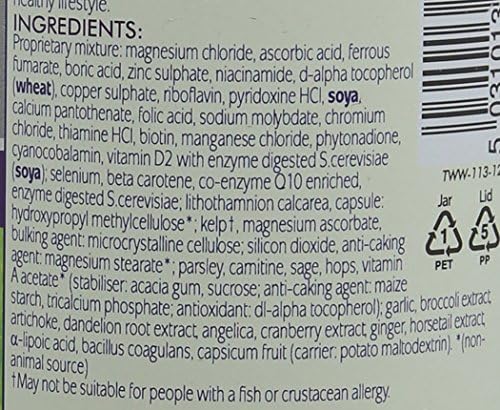 healthy lifestyle.
INGREDIENTS:
Proprietary mixture: magnesium chloride, ascorbic acid, ferrous
fumarate, boric acid, zinc sulphate, niacinamide, d-alpha tocopherol
(wheat), copper sulphate, riboflavin, pyridoxine HCl, soya,
calcium pantothenate, folic acid, sodium molybdate, chromium
chloride, thiamine HCl, biotin, manganese chloride, phytonadione,
cyanocobalamin, vitamin D2 with enzyme digested S.cerevisiae
(soya); selenium, beta carotene, co-enzyme Q10 enriched,
enzyme digested S.cerevisiae; lithothamnion calcarea, capsule:
hydroxypropyl methylcellulose*; kelp†, magnesium ascorbate,
bulking agent: microcrystalline cellulose; silicon dioxide, anti-caking
agent: magnesium stearate*; parsley, carnitine, sage, hops, vitamin
A acetate* (stabiliser: acacia gum, sucrose; anti-caking agent: maize
starch, tricalcium phosphate; antioxidant: dl-alpha tocopherol); garlic, broccoli extract
artichoke, dandelion root extract, angelica, cranberry extract, ginger, horsetail extract,
α-lipoic acid, bacillus coagulans, capsicum fruit (carrier: potato maltodextrin). *(non-
animal source)
†May not be suitable for people with a fish or crustacean allergy.
TWW-113-12
Jar
Lid
1
5
PET
PP